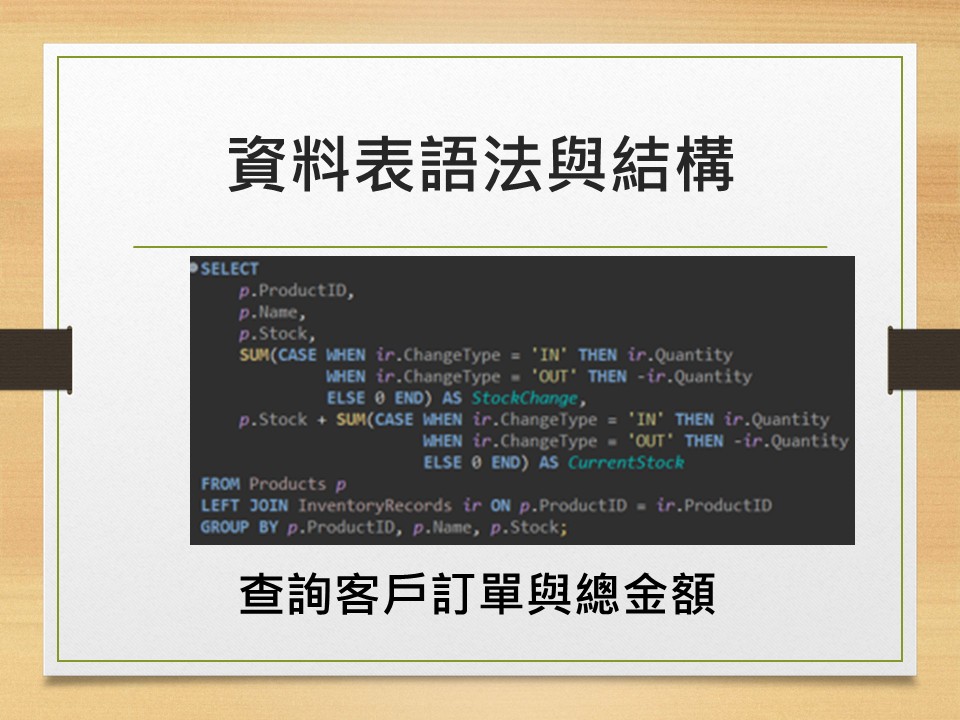 資料表語法與結構
SELECT
p.ProductID,
p.Name,
p.Stock,
SUM(CASE WHEN ir.ChangeType = 'IN' THEN ir.Quantity
WHEN ir.ChangeType = 'OUT' THEN -ir.Quantity
ELSE 0 END) AS StockChange,
p.Stock + SUM(CASE WHEN ir.ChangeType = 'IN' THEN ir.Quantity
WHEN ir.ChangeType = 'OUT' THEN -ir.Quantity
ELSE 0 END) AS CurrentStock
FROM Products p
LEFT JOIN InventoryRecords ir ON p.ProductID = ir.ProductID
GROUP BY p.ProductID, p.Name, p.Stock;
查詢客戶訂單與總金額